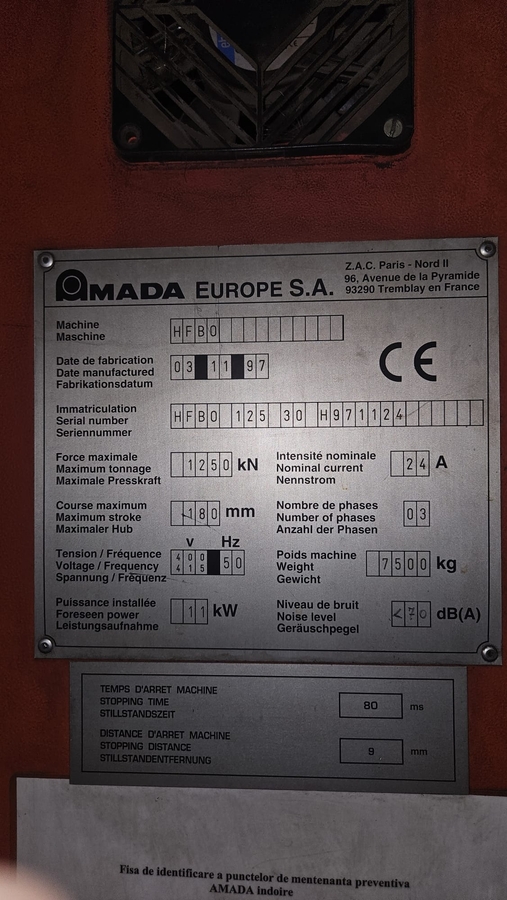 AMADA EUROPE S.A.
Z.A.C. Paris - Nord II
96, Avenue de la Pyramide
93290 Tremblay en France
Machine
Maschine
HFBO
Date de fabrication
Date manufactured
Fabrikationsdatum
03 11 97
CE
Immatriculation
Serial number
Seriennummer
HFBO 125 30 H971124
Force maximale
Maximum tonnage
Maximale Presskraft
1250 kN
Intensité nominale
Nominal current
Nennstrom
24 A
Course maximum
Maximum stroke
Maximaler Hub
180 mm
Nombre de phases
Number of phases
Anzahl der Phasen
03
V Hz
Tension / Fréquence
Voltage / Frequency
Spannung / Frequenz
400
415
50
Poids machine
Weight
Gewicht
7500 kg
Puissance installée
Foreseen power
Leistungsaufnahme
11 kW
Niveau de bruit
Noise level
Geräuschpegel
<70 dB(A)
TEMPS D'ARRET MACHINE
STOPPING TIME
STILLSTANDSZEIT
80 ms
DISTANCE D'ARRET MACHINE
STOPPING DISTANCE
STILLSTANDENTFERNUNG
9 mm
Fisa de identificare a punctelor de mentenanta preventiva
AMADA indoire